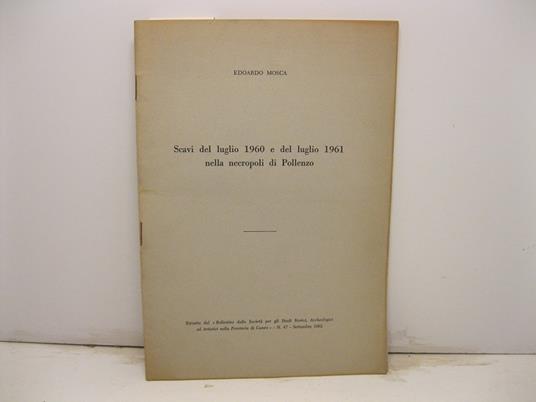 EDOARDO MOSCA
Scavi del luglio 1960 e del luglio 1961
nella necropoli di Pollenzo
Estratto dal « Bollettino della Società per gli Studi Storici, Archeologici
ed Artistici nella Provincia di Cuneo » - N. 47 - Settembre 1962